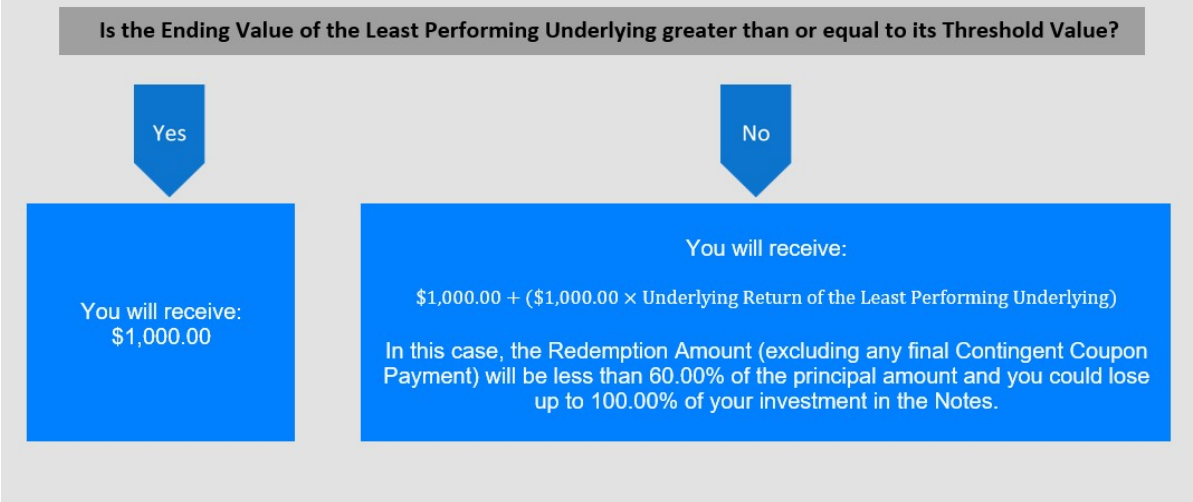 Is the Ending Value of the Least Performing Underlying greater than or equal to its Threshold Value?
Yes
No
You will receive:
$1,000.00
You will receive:
$1,000.00 + ($1,000.00 × Underlying Return of the Least Performing Underlying)
In this case, the Redemption Amount (excluding any final Contingent Coupon
Payment) will be less than 60.00% of the principal amount and you could lose
up to 100.00% of your investment in the Notes.